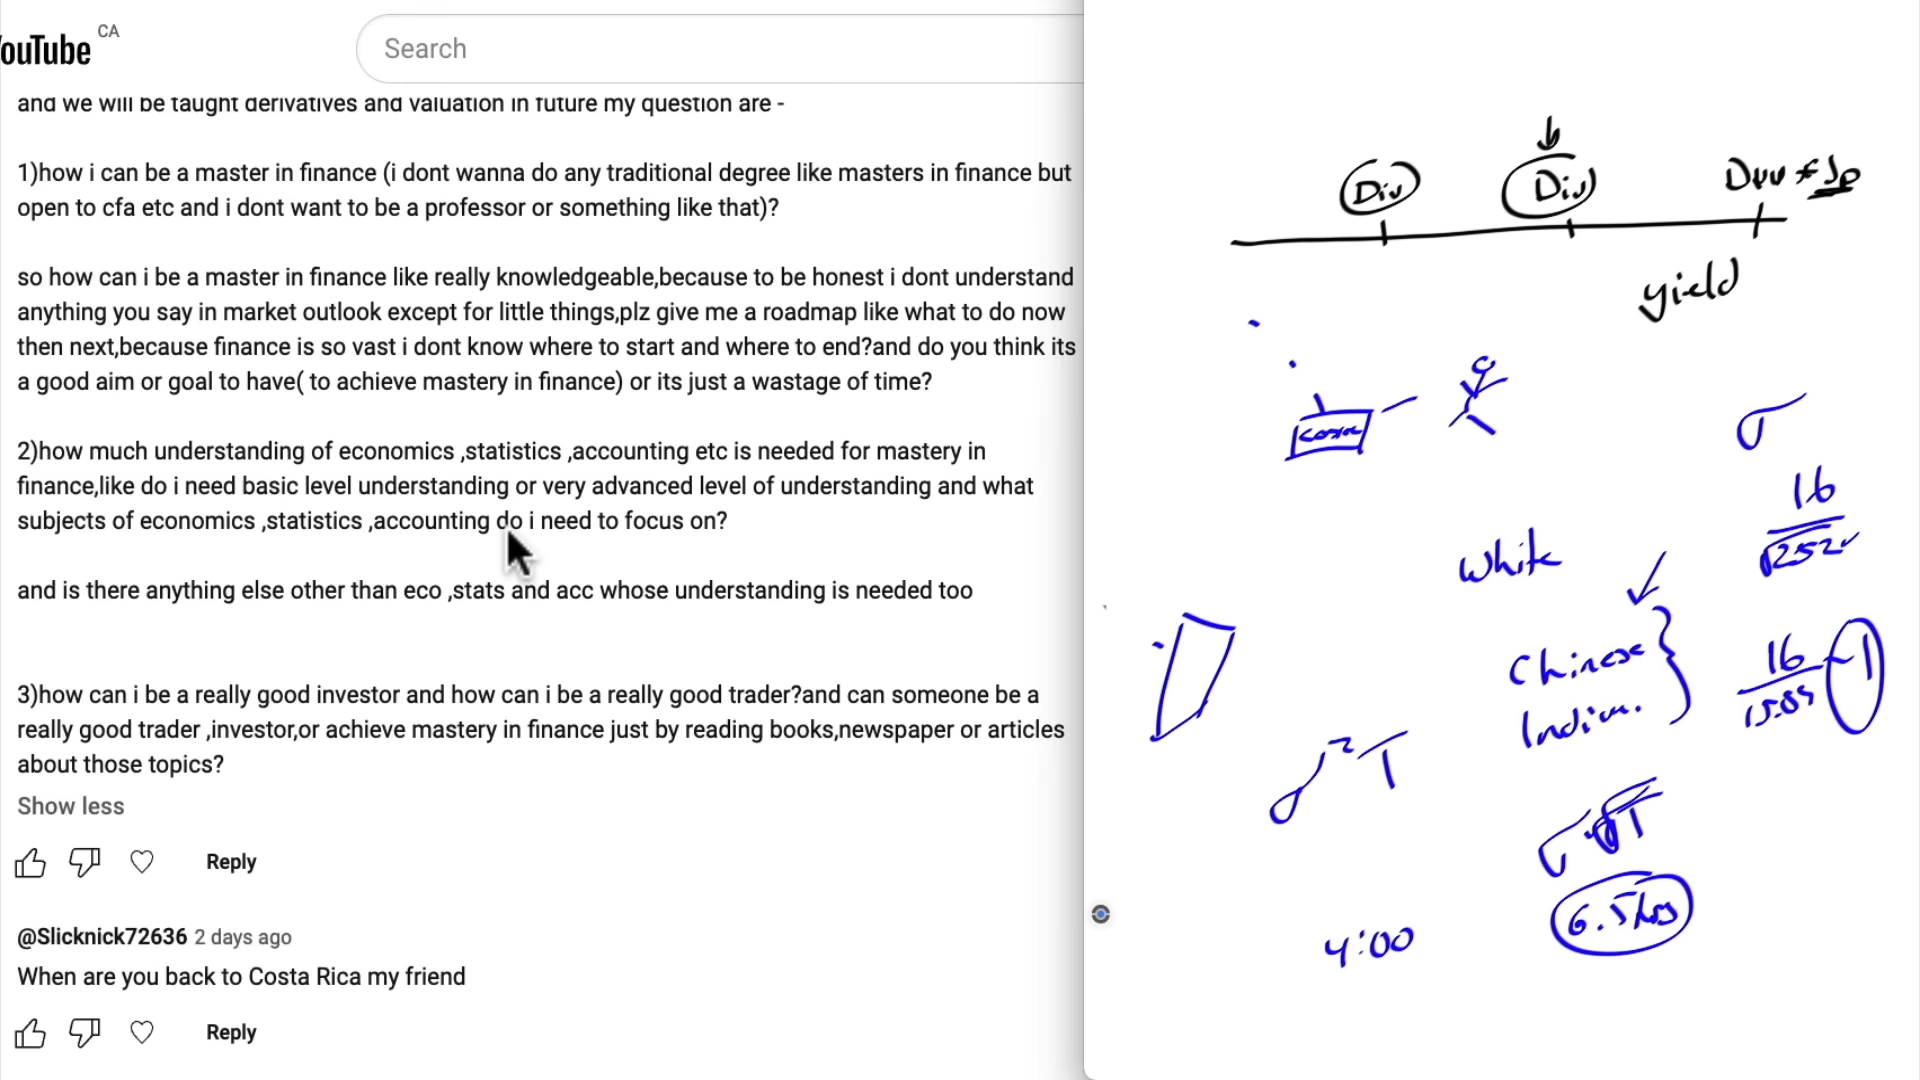 ouTube CA
Search
and we will be taught derivatives and valuation in future my question are -
1)how i can be a master in finance (i dont wanna do any traditional degree like masters in finance but
open to cfa etc and i dont want to be a professor or something like that)?
so how can i be a master in finance like really knowledgeable,because to be honest i dont understand
anything you say in market outlook except for little things,plz give me a roadmap like what to do now
then next,because finance is so vast i dont know where to start and where to end?and do you think its
a good aim or goal to have( to achieve mastery in finance) or its just a wastage of time?
2)how much understanding of economics ,statistics ,accounting etc is needed for mastery in
finance,like do i need basic level understanding or very advanced level of understanding and what
subjects of economics ,statistics ,accounting do i need to focus on?
and is there anything else other than eco ,stats and acc whose understanding is needed too
3)how can i be a really good investor and how can i be a really good trader?and can someone be a
really good trader ,investor,or achieve mastery in finance just by reading books,newspaper or articles
about those topics?
Show less
Reply
@Slicknick72636 2 days ago
When are you back to Costa Rica my friend
Reply
Div
Div
yield
σ
16
√252
White
Chinese
Indian.
16
1
σ²T
σ√T
6.5hrs
4:00